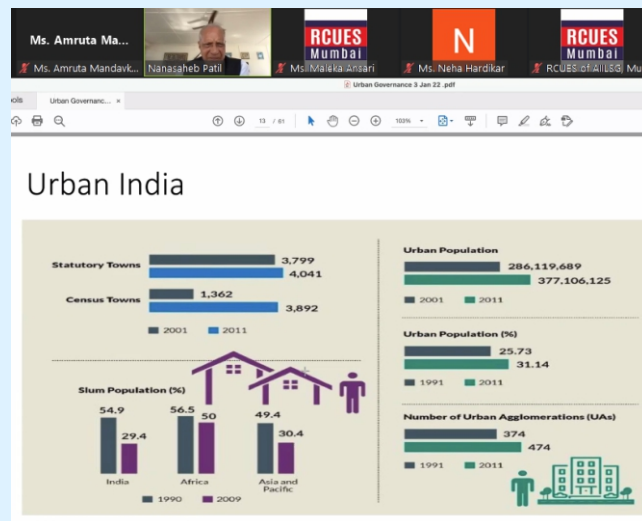 Ms. Amruta Ma...
RCUES
Mumbai
N
RCUES
Mumbai
Ms. Amruta Mandavk...
Nanasaheb Patil
Ms. Maleka Ansari
Ms. Neha Hardikar
RCUES of AIILSG, Mu
Urban Governance 3 Jan 22 .pdf
ols
Urban Governanc... ×
13 / 61
103%
Urban India
Statutory Towns
3,799
4,041
Census Towns
1,362
3,892
2001 2011
Slum Population (%)
54.9
29.4
56.5
50
49.4
30.4
India
Africa
Asia and
Pacific
1990 2009
Urban Population
286,119,689
377,106,125
2001 2011
Urban Population (%)
25.73
31.14
1991 2011
Number of Urban Agglomerations (UAs)
374
474
1991 2011